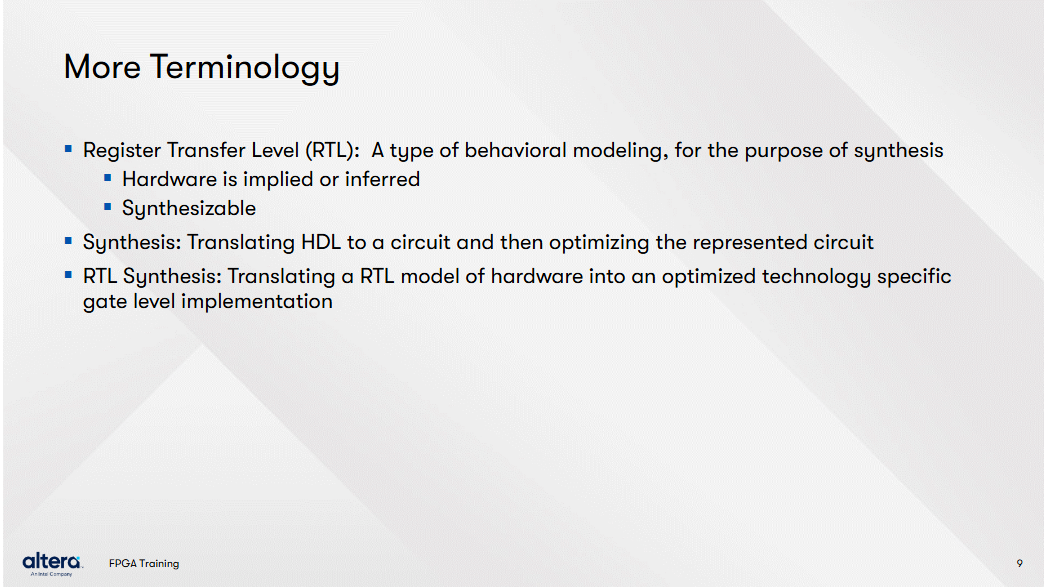 More Terminology
▪ Register Transfer Level (RTL):  A type of behavioral modeling, for the purpose of synthesis
▪ Hardware is implied or inferred
▪ Synthesizable
▪ Synthesis: Translating HDL to a circuit and then optimizing the represented circuit
▪ RTL Synthesis: Translating a RTL model of hardware into an optimized technology specific
gate level implementation
altera.
An Intel Company
FPGA Training
9